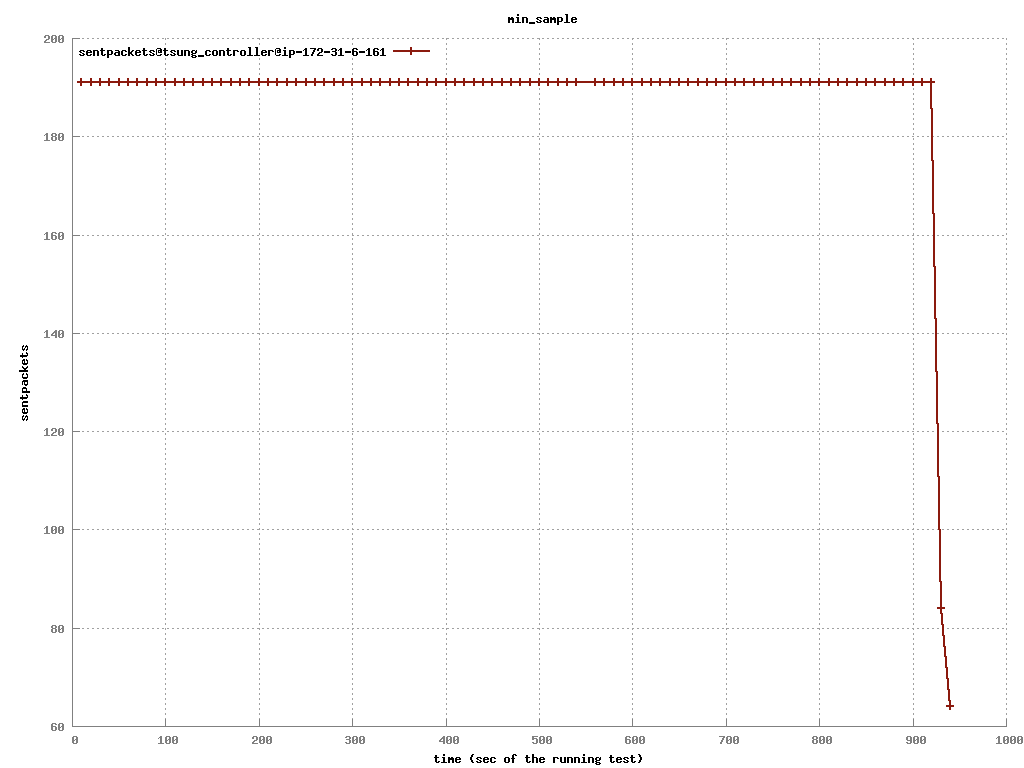 min_sample
sentpackets@tsung_controller@ip-172-31-6-161
200
180
160
140
120
100
80
60
sentpackets
0 100 200 300 400 500 600 700 800 900 1000
time (sec of the running test)